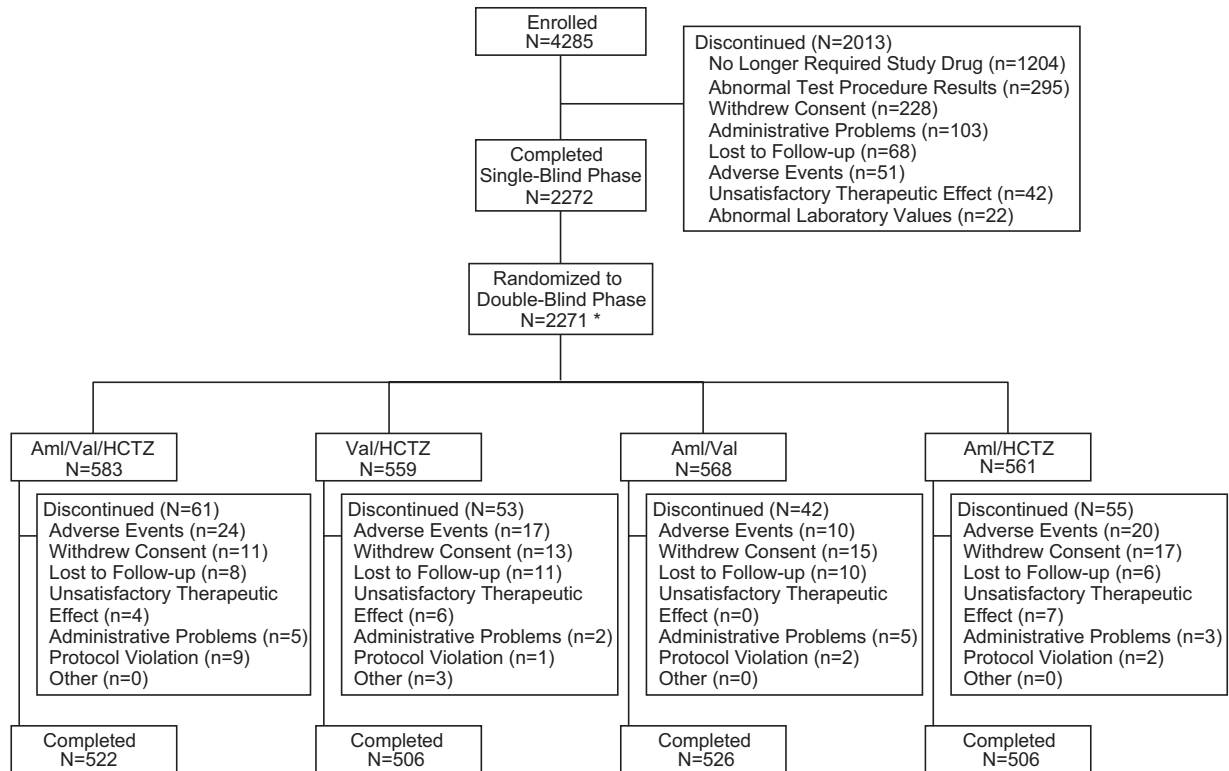 Enrolled
N=4285
Discontinued (N=2013)
No Longer Required Study Drug (n=1204)
Abnormal Test Procedure Results (n=295)
Withdrew Consent (n=228)
Administrative Problems (n=103)
Lost to Follow-up (n=68)
Adverse Events (n=51)
Unsatisfactory Therapeutic Effect (n=42)
Abnormal Laboratory Values (n=22)
Completed
Single-Blind Phase
N=2272
Randomized to
Double-Blind Phase
N=2271 *
Aml/Val/HCTZ
N=583
Discontinued (N=61)
Adverse Events (n=24)
Withdrew Consent (n=11)
Lost to Follow-up (n=8)
Unsatisfactory Therapeutic
Effect (n=4)
Administrative Problems (n=5)
Protocol Violation (n=9)
Other (n=0)
Completed
N=522
Val/HCTZ
N=559
Discontinued (N=53)
Adverse Events (n=17)
Withdrew Consent (n=13)
Lost to Follow-up (n=11)
Unsatisfactory Therapeutic
Effect (n=6)
Administrative Problems (n=2)
Protocol Violation (n=1)
Other (n=3)
Completed
N=506
Aml/Val
N=568
Discontinued (N=42)
Adverse Events (n=10)
Withdrew Consent (n=15)
Lost to Follow-up (n=10)
Unsatisfactory Therapeutic
Effect (n=0)
Administrative Problems (n=5)
Protocol Violation (n=2)
Other (n=0)
Completed
N=526
Aml/HCTZ
N=561
Discontinued (N=55)
Adverse Events (n=20)
Withdrew Consent (n=17)
Lost to Follow-up (n=6)
Unsatisfactory Therapeutic
Effect (n=7)
Administrative Problems (n=3)
Protocol Violation (n=2)
Other (n=0)
Completed
N=506